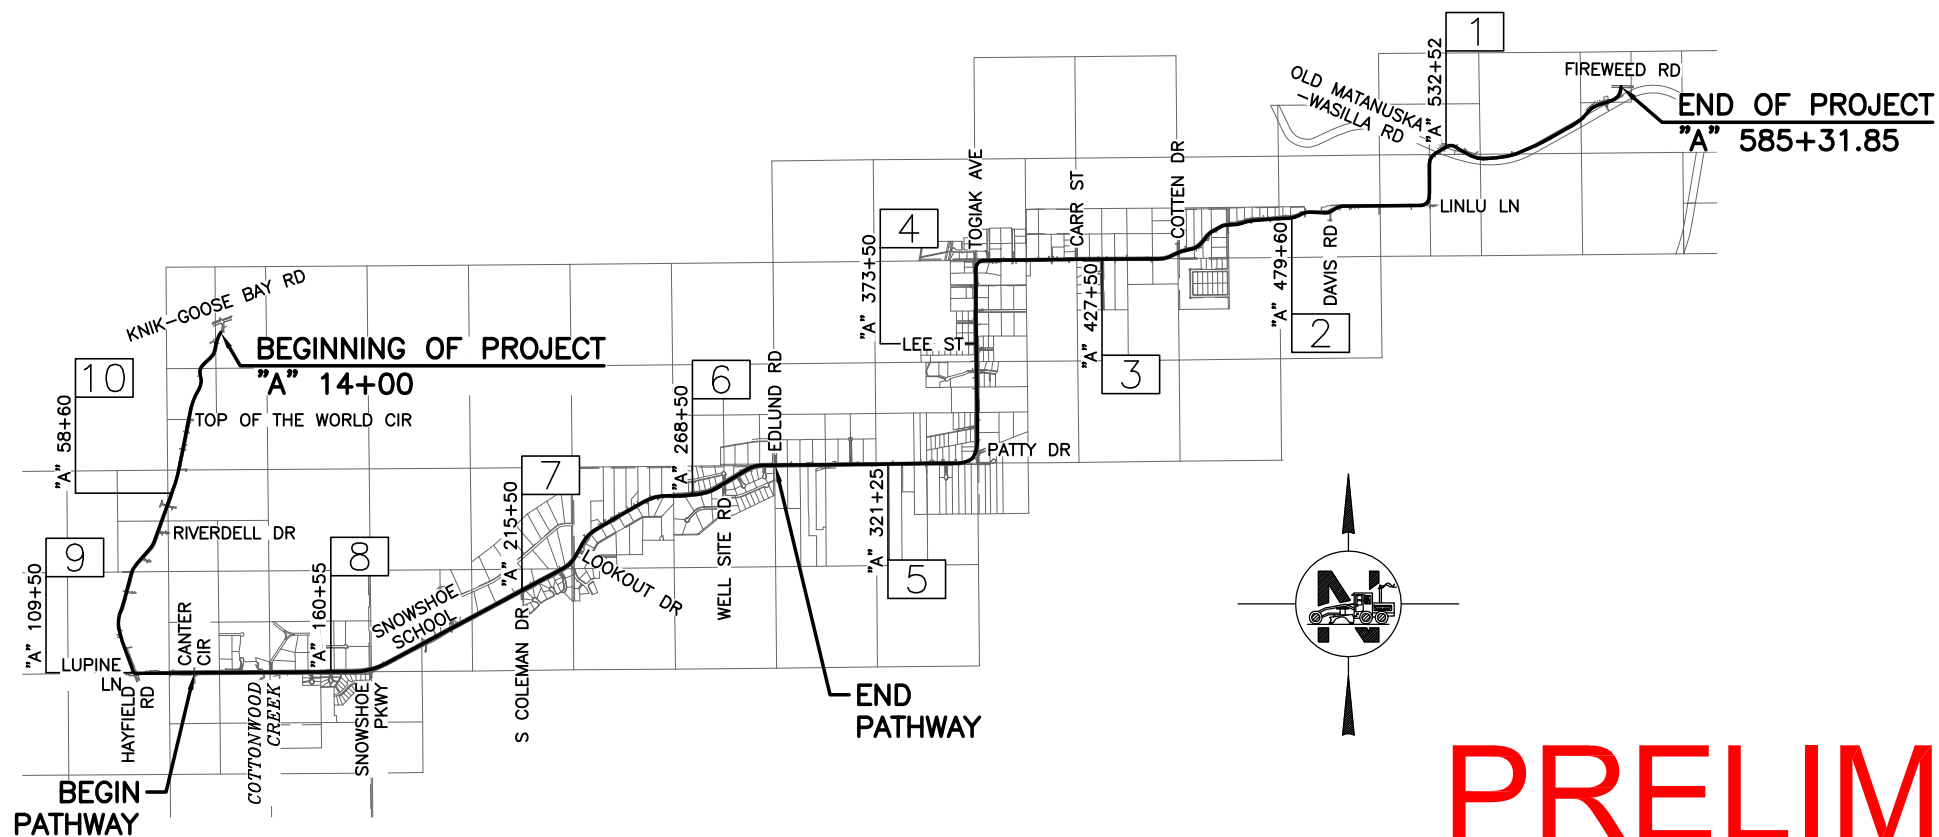 1
"A" 532+52
FIREWEED RD
OLD MATANUSKA
-WASILLA RD
END OF PROJECT
"A" 585+31.85
LINLU LN
COTTEN DR
CARR ST
TOGIAK AVE
4
"A" 373+50
LEE ST
"A" 427+50
3
"A" 479+60
2
DAVIS RD
KNIK-GOOSE BAY RD
BEGINNING OF PROJECT
"A" 14+00
10
"A" 58+60
TOP OF THE WORLD CIR
6
"A" 268+50
EDLUND RD
PATTY DR
7
"A" 215+50
RIVERDELL DR
9
"A" 109+50
8
"A" 160+55
SNOWSHOE
SCHOOL
LOOKOUT DR
WELL SITE RD
"A" 321+25
5
S COLEMAN DR
CANTER
CIR
LUPINE
LN
HAYFIELD
RD
COTTONWOOD
CREEK
SNOWSHOE
PKWY
END
PATHWAY
BEGIN
PATHWAY
N
PRELIM